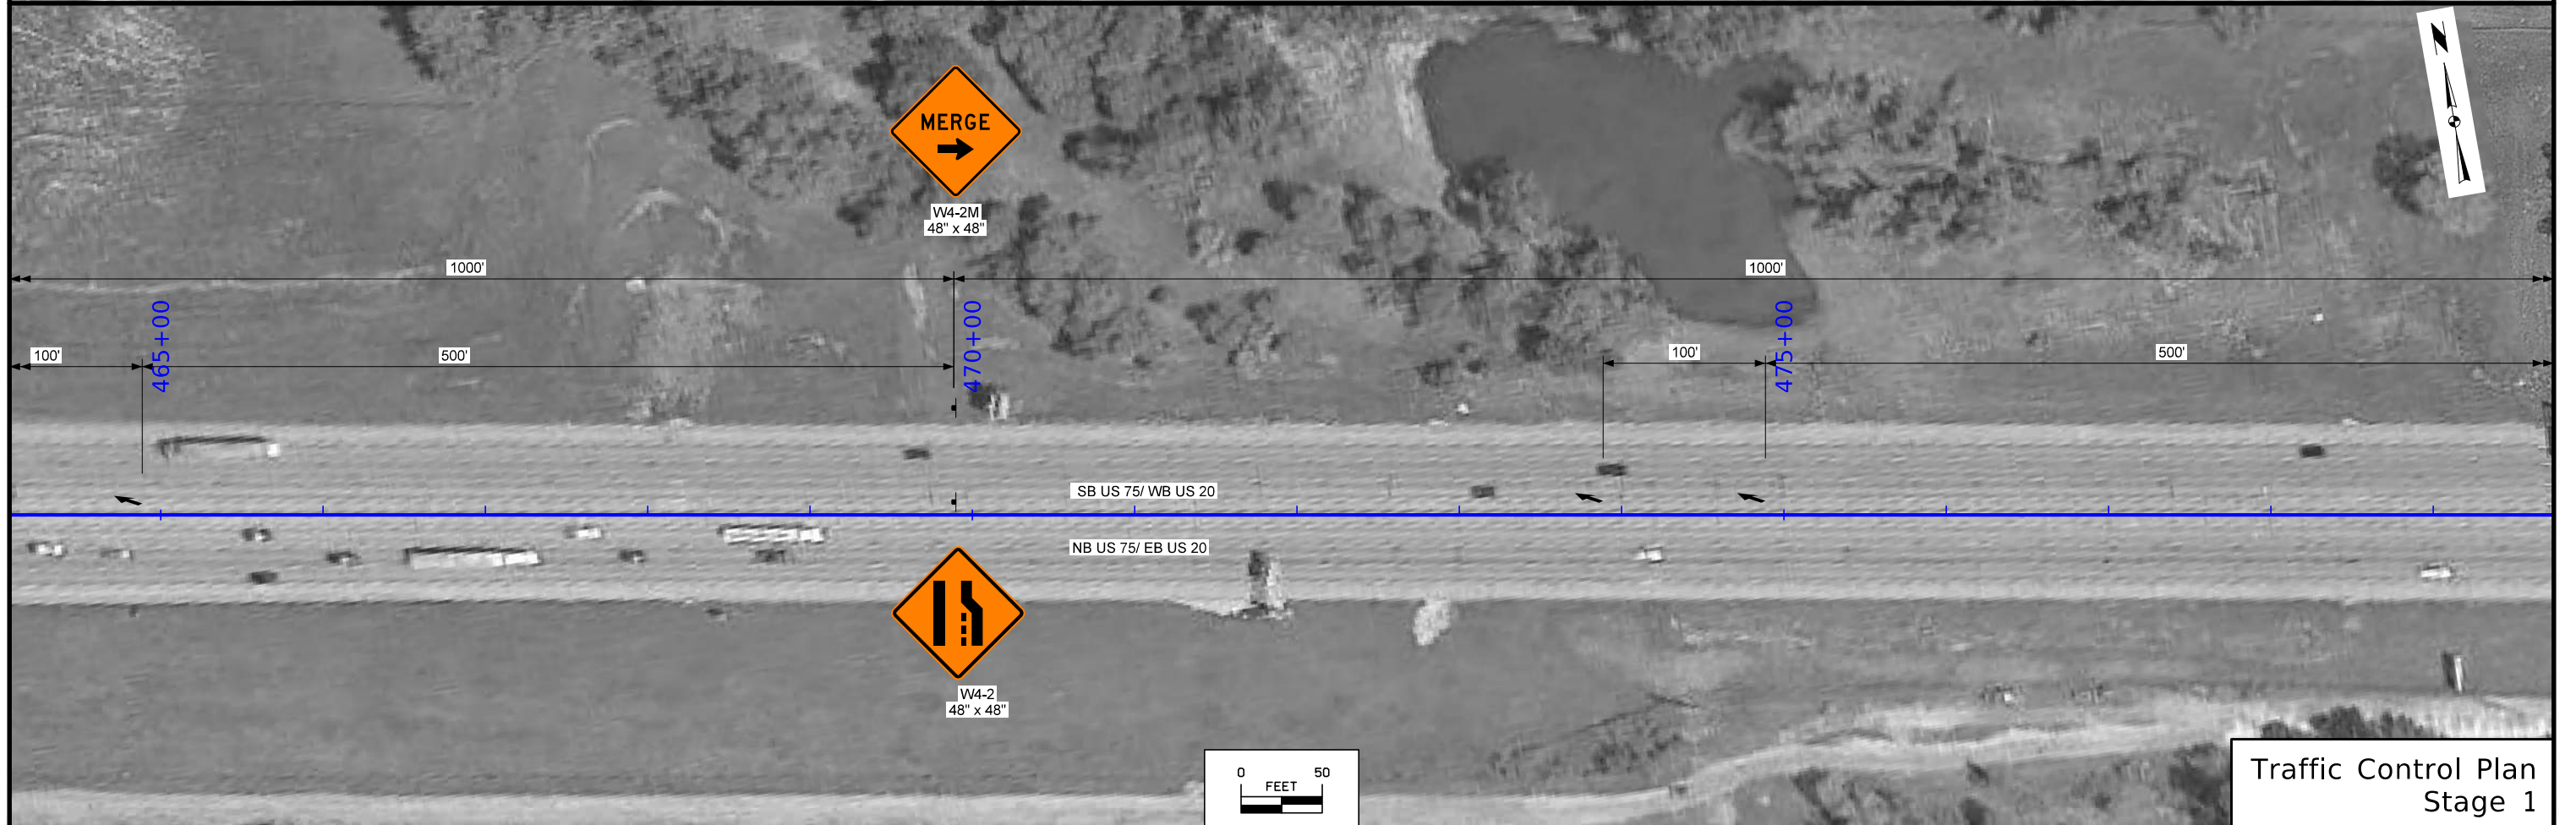 N
MERGE
W4-2M
48" x 48"
1000'
1000'
465+00
470+00
475+00
100'
500'
100'
500'
SB US 75/ WB US 20
NB US 75/ EB US 20
W4-2
48" x 48"
0 50
FEET
Traffic Control Plan
Stage 1